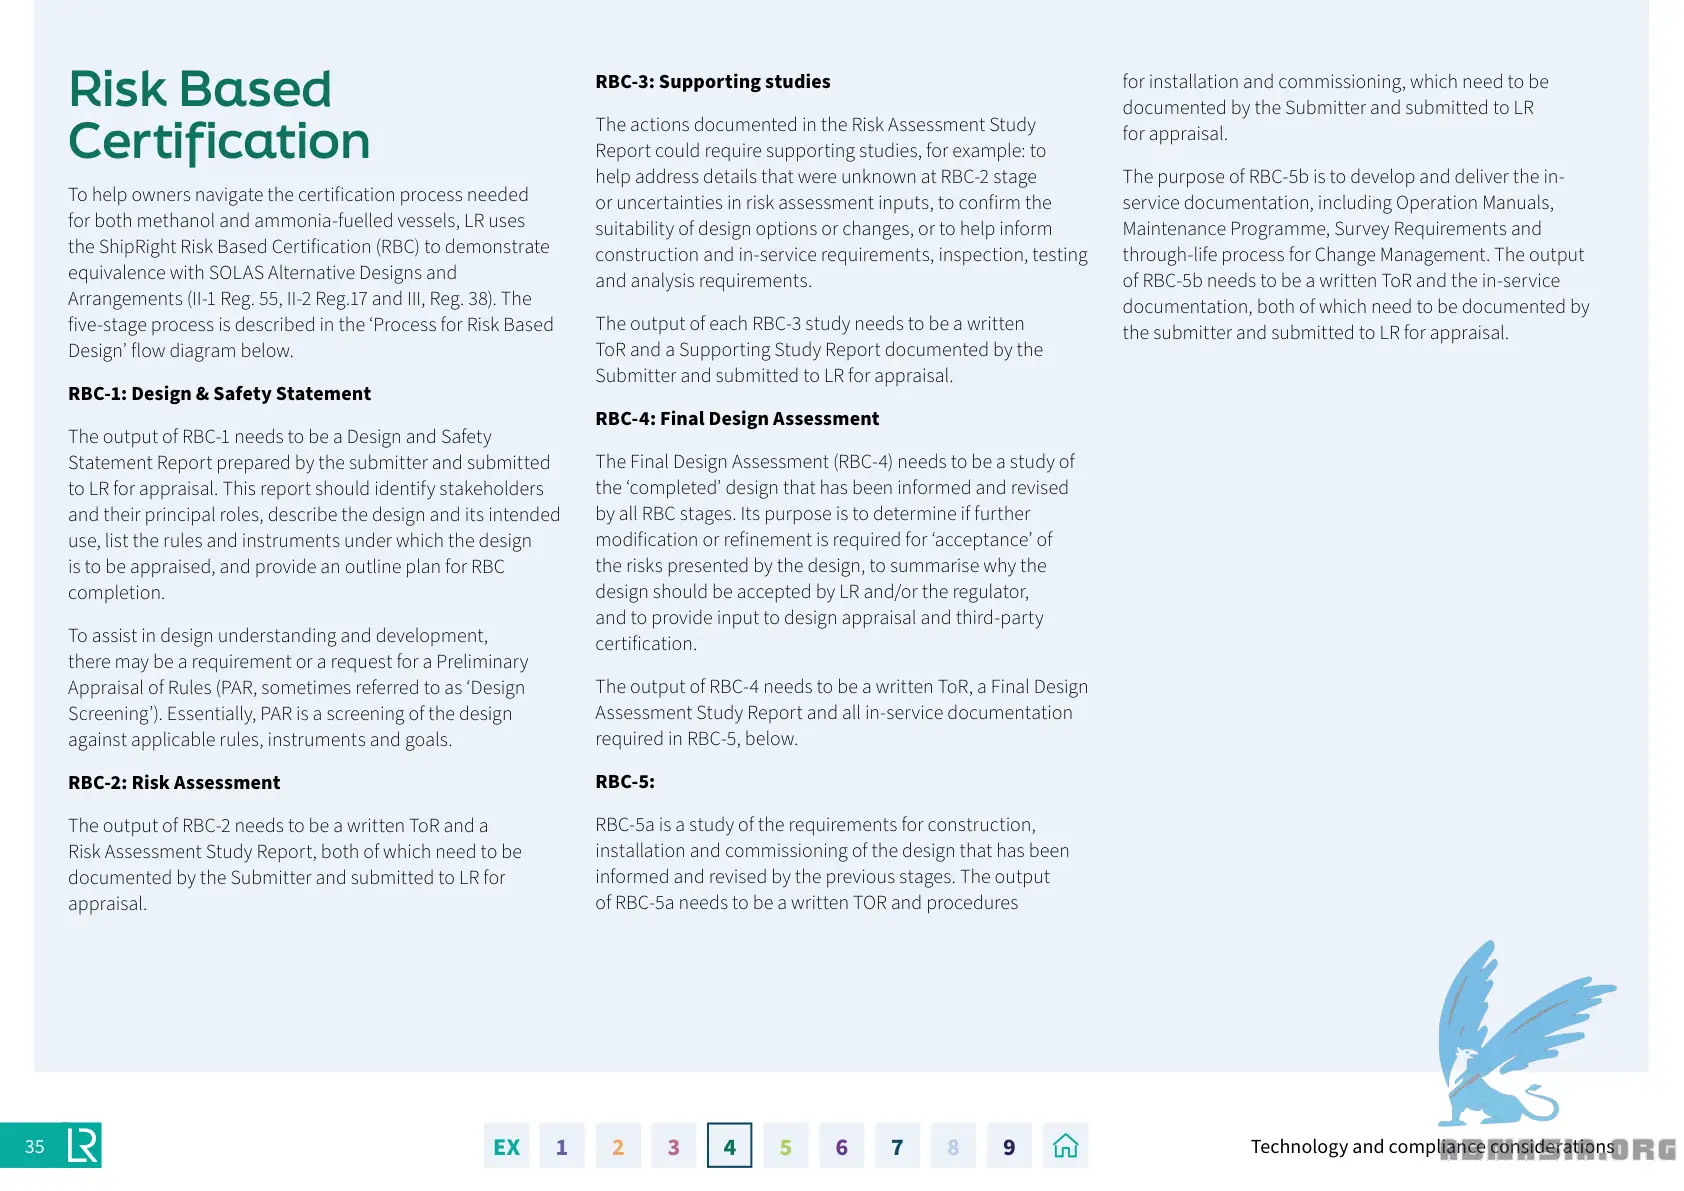 Risk Based
Certification
To help owners navigate the certification process needed
for both methanol and ammonia-fuelled vessels, LR uses
the ShipRight Risk Based Certification (RBC) to demonstrate
equivalence with SOLAS Alternative Designs and
Arrangements (II-1 Reg. 55, II-2 Reg.17 and III, Reg. 38). The
five-stage process is described in the ‘Process for Risk Based
Design’ flow diagram below.
RBC-1: Design & Safety Statement
The output of RBC-1 needs to be a Design and Safety
Statement Report prepared by the submitter and submitted
to LR for appraisal. This report should identify stakeholders
and their principal roles, describe the design and its intended
use, list the rules and instruments under which the design
is to be appraised, and provide an outline plan for RBC
completion.
To assist in design understanding and development,
there may be a requirement or a request for a Preliminary
Appraisal of Rules (PAR, sometimes referred to as ‘Design
Screening’). Essentially, PAR is a screening of the design
against applicable rules, instruments and goals.
RBC-2: Risk Assessment
The output of RBC-2 needs to be a written ToR and a
Risk Assessment Study Report, both of which need to be
documented by the Submitter and submitted to LR for
appraisal.
RBC-3: Supporting studies
The actions documented in the Risk Assessment Study
Report could require supporting studies, for example: to
help address details that were unknown at RBC-2 stage
or uncertainties in risk assessment inputs, to confirm the
suitability of design options or changes, or to help inform
construction and in-service requirements, inspection, testing
and analysis requirements.
The output of each RBC-3 study needs to be a written
ToR and a Supporting Study Report documented by the
Submitter and submitted to LR for appraisal.
RBC-4: Final Design Assessment
The Final Design Assessment (RBC-4) needs to be a study of
the ‘completed’ design that has been informed and revised
by all RBC stages. Its purpose is to determine if further
modification or refinement is required for ‘acceptance’ of
the risks presented by the design, to summarise why the
design should be accepted by LR and/or the regulator,
and to provide input to design appraisal and third-party
certification.
The output of RBC-4 needs to be a written ToR, a Final Design
Assessment Study Report and all in-service documentation
required in RBC-5, below.
RBC-5:
RBC-5a is a study of the requirements for construction,
installation and commissioning of the design that has been
informed and revised by the previous stages. The output
of RBC-5a needs to be a written TOR and procedures
for installation and commissioning, which need to be
documented by the Submitter and submitted to LR
for appraisal.
The purpose of RBC-5b is to develop and deliver the in-
service documentation, including Operation Manuals,
Maintenance Programme, Survey Requirements and
through-life process for Change Management. The output
of RBC-5b needs to be a written ToR and the in-service
documentation, both of which need to be documented by
the submitter and submitted to LR for appraisal.
35 LR
EX 1 2 3 4 5 6 7 8 9
Technology and compliance considerations